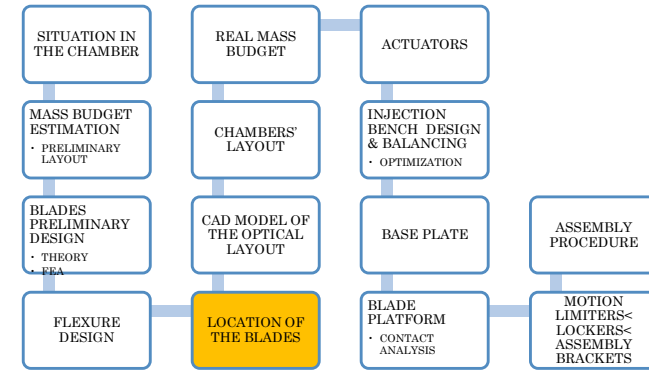 SITUATION IN
THE CHAMBER
MASS BUDGET
ESTIMATION
• PRELIMINARY
LAYOUT
BLADES
PRELIMINARY
DESIGN
• THEORY
• FEA
FLEXURE
DESIGN
LOCATION OF
THE BLADES
CAD MODEL OF
THE OPTICAL
LAYOUT
CHAMBERS'
LAYOUT
REAL MASS
BUDGET
ACTUATORS
INJECTION
BENCH DESIGN
& BALANCING
• OPTIMIZATION
BASE PLATE
BLADE
PLATFORM
• CONTACT
ANALYSIS
MOTION
LIMITERS<
LOCKERS<
ASSEMBLY
BRACKETS
ASSEMBLY
PROCEDURE